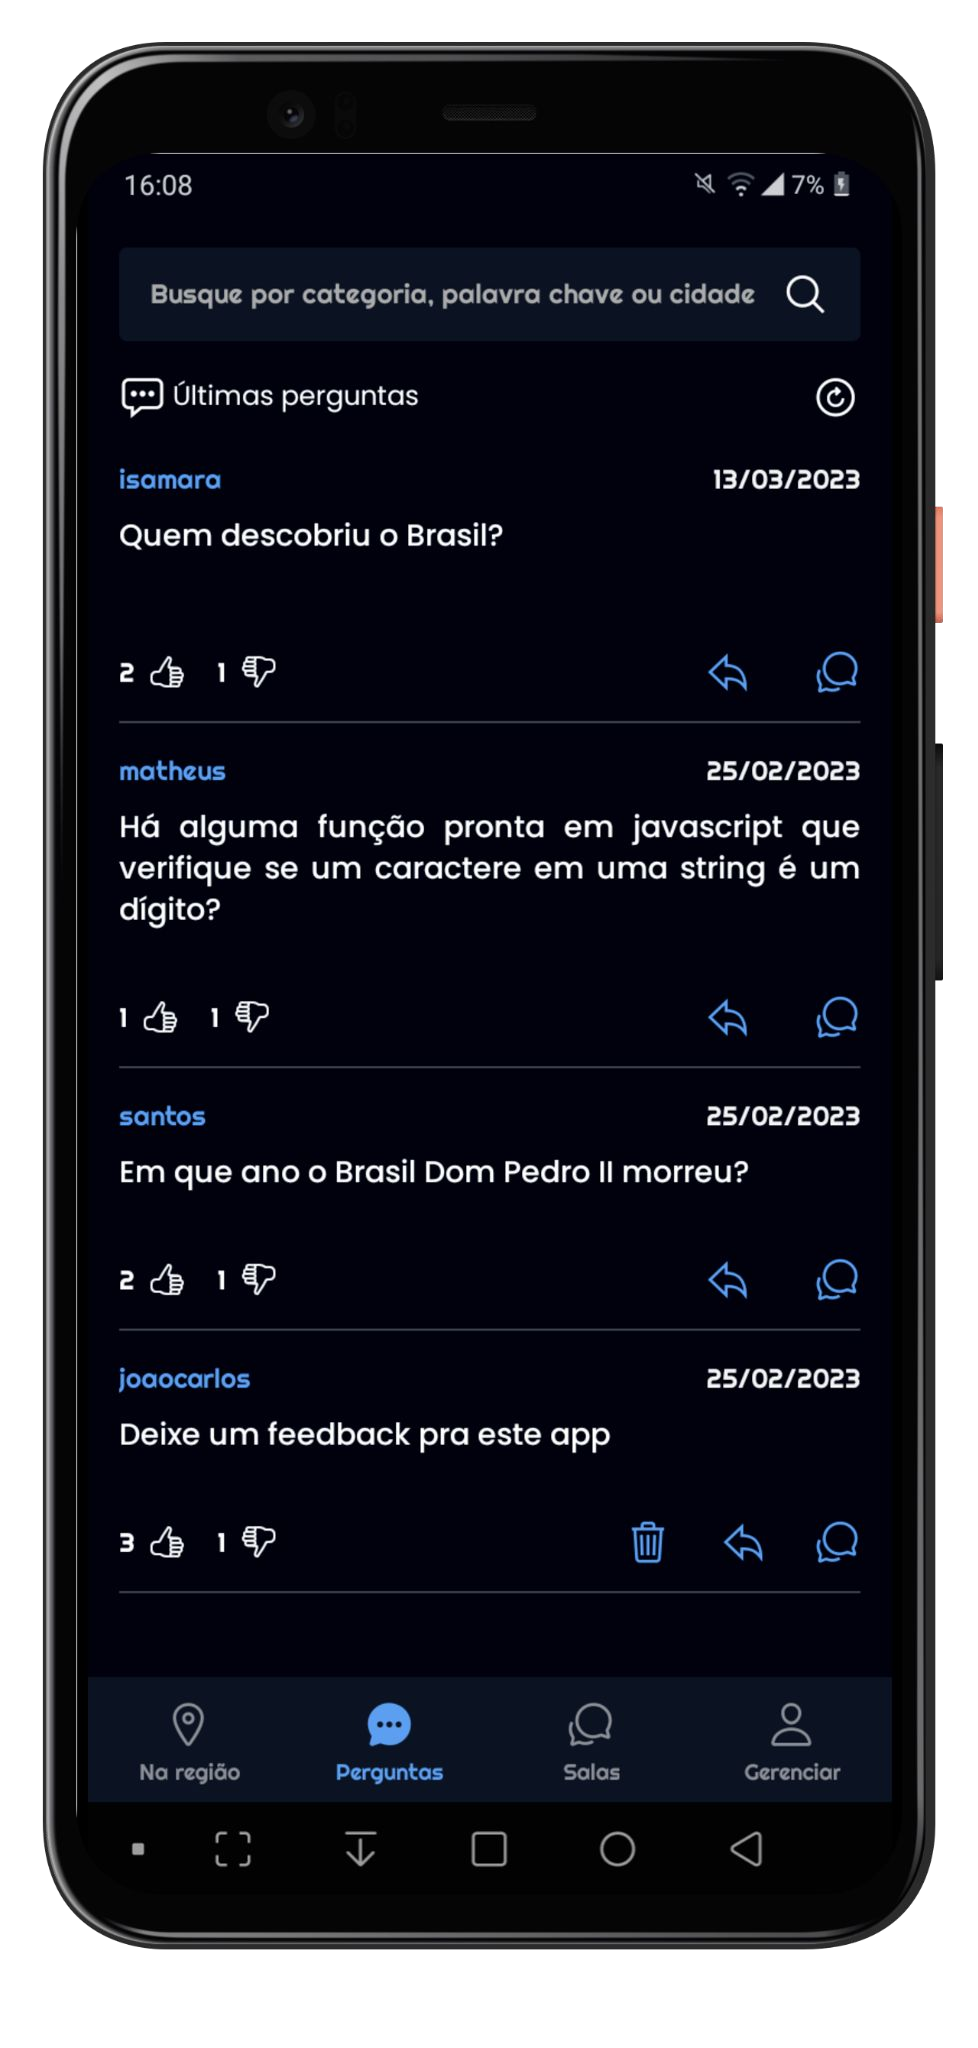 16:08
7%
Busque por categoria, palavra chave ou cidade
Últimas perguntas
isamara
13/03/2023
Quem descobriu o Brasil?
2
1
matheus
25/02/2023
Há alguma função pronta em javascript que
verifique se um caractere em uma string é um
dígito?
1
1
santos
25/02/2023
Em que ano o Brasil Dom Pedro II morreu?
2
1
joaocarlos
25/02/2023
Deixe um feedback pra este app
3
1
Na região
Perguntas
Salas
Gerenciar